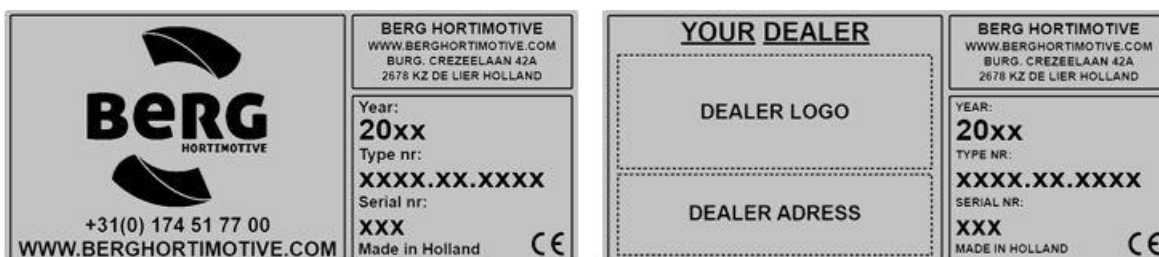 BERG
HORTIMOTIVE
+31(0) 174 51 77 00
WWW.BERGHORTIMOTIVE.COM
BERG HORTIMOTIVE
WWW.BERGHORTIMOTIVE.COM
BURG. CREZEELAAN 42A
2678 KZ DE LIER HOLLAND
Year:
20xx
Type nr:
xxxx.xx.xxxx
Serial nr:
xxx
Made in Holland CE
YOUR DEALER
DEALER LOGO
DEALER ADRESS
BERG HORTIMOTIVE
WWW.BERGHORTIMOTIVE.COM
BURG. CREZEELAAN 42A
2678 KZ DE LIER HOLLAND
YEAR:
20xx
TYPE NR:
xxxx.xx.xxxx
SERIAL NR:
xxx
MADE IN HOLLAND CE